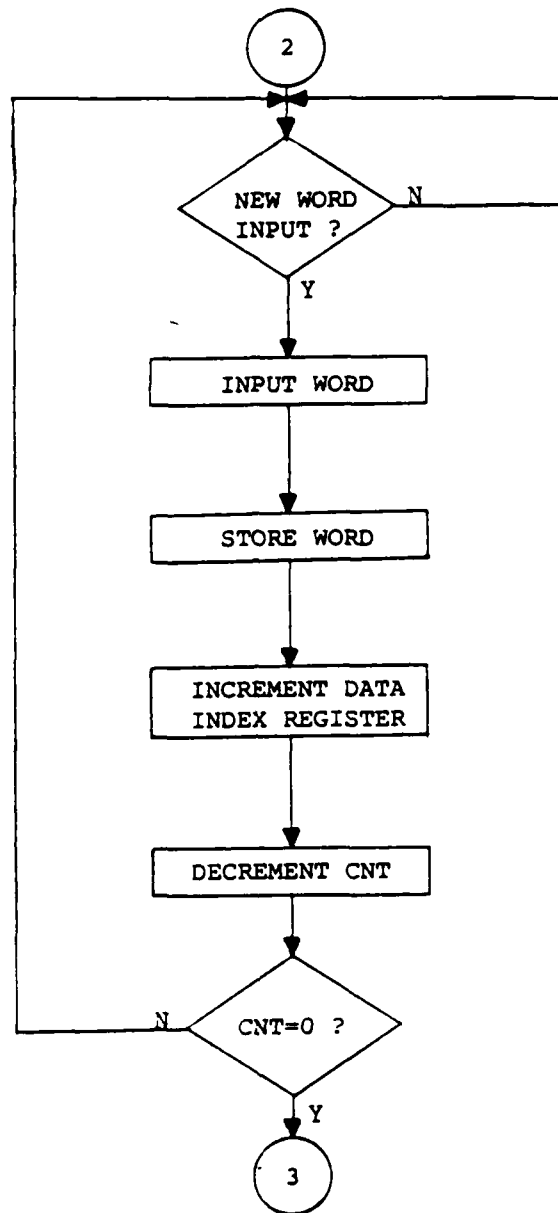 2
NEW WORD
INPUT ?
N
Y
INPUT WORD
STORE WORD
INCREMENT DATA
INDEX REGISTER
DECREMENT CNT
N
CNT=0 ?
Y
3